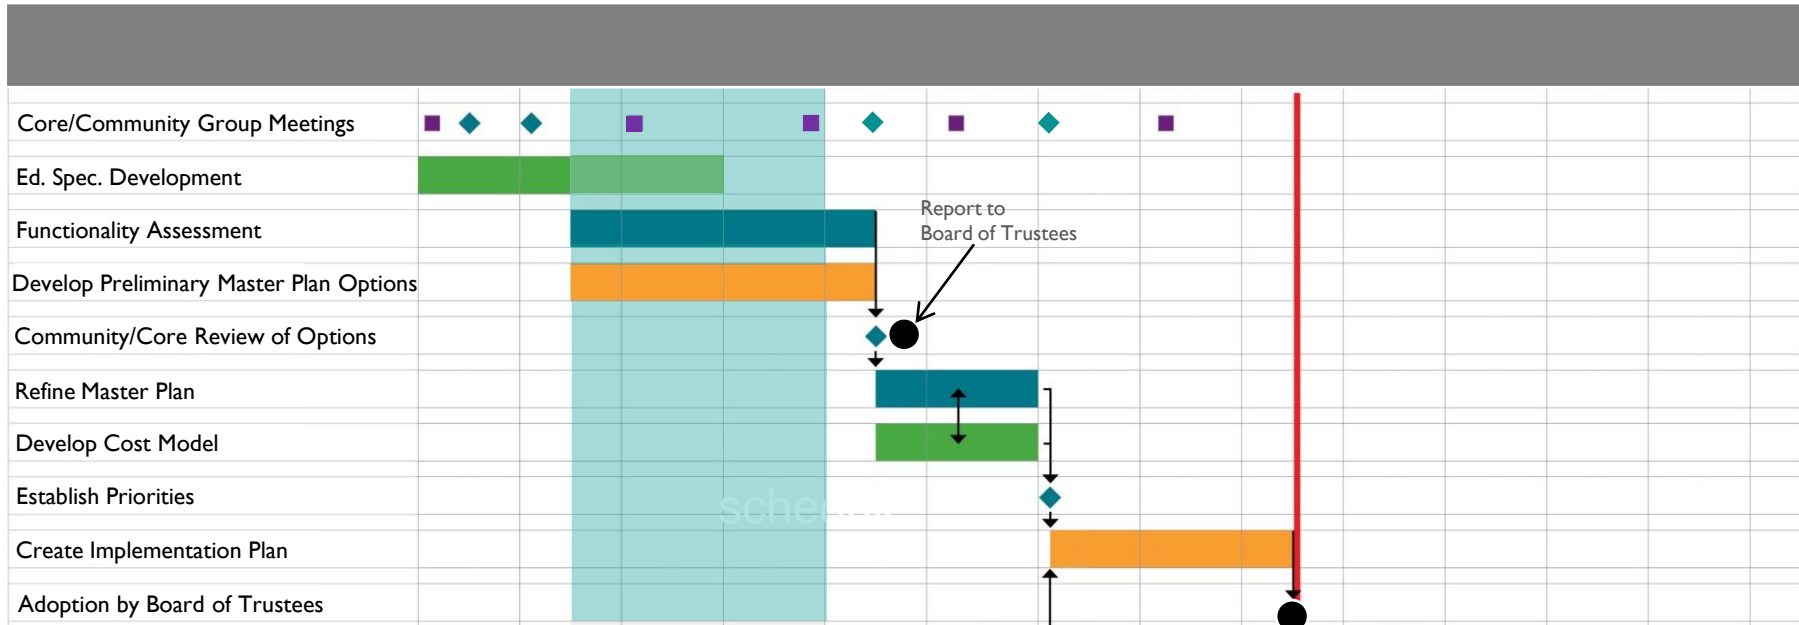 Core/Community Group Meetings
Ed. Spec. Development
Functionality Assessment
Report to
Board of Trustees
Develop Preliminary Master Plan Options
Community/Core Review of Options
Refine Master Plan
Develop Cost Model
Establish Priorities
Create Implementation Plan
Adoption by Board of Trustees